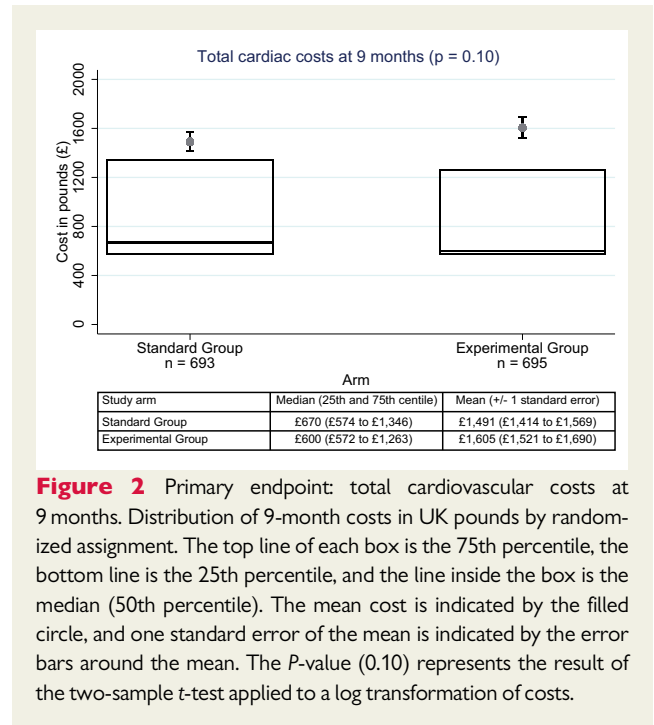 Total cardiac costs at 9 months (p = 0.10)
Cost in pounds (£)
2000
1600
1200
800
400
0
Standard Group
n = 693
Experimental Group
n = 695
Arm
Study arm Median (25th and 75th centile) Mean (+/- 1 standard error)
Standard Group £670 (£574 to £1,346) £1,491 (£1,414 to £1,569)
Experimental Group £600 (£572 to £1,263) £1,605 (£1,521 to £1,690)
Figure 2 Primary endpoint: total cardiovascular costs at
9 months. Distribution of 9-month costs in UK pounds by random-
ized assignment. The top line of each box is the 75th percentile, the
bottom line is the 25th percentile, and the line inside the box is the
median (50th percentile). The mean cost is indicated by the filled
circle, and one standard error of the mean is indicated by the error
bars around the mean. The P-value (0.10) represents the result of
the two-sample t-test applied to a log transformation of costs.